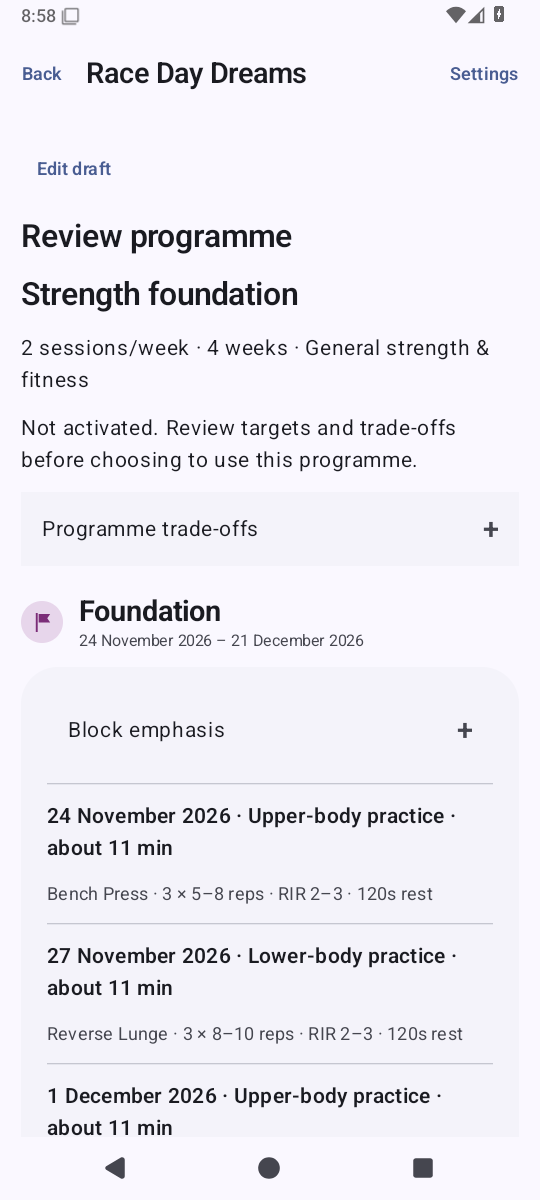 8:58
Back
Race Day Dreams
Settings
Edit draft
Review programme
Strength foundation
2 sessions/week · 4 weeks · General strength &
fitness
Not activated. Review targets and trade-offs
before choosing to use this programme.
Programme trade-offs +
Foundation
24 November 2026 – 21 December 2026
Block emphasis +
24 November 2026 · Upper-body practice ·
about 11 min
Bench Press · 3 × 5–8 reps · RIR 2–3 · 120s rest
27 November 2026 · Lower-body practice ·
about 11 min
Reverse Lunge · 3 × 8–10 reps · RIR 2–3 · 120s rest
1 December 2026 · Upper-body practice ·
about 11 min